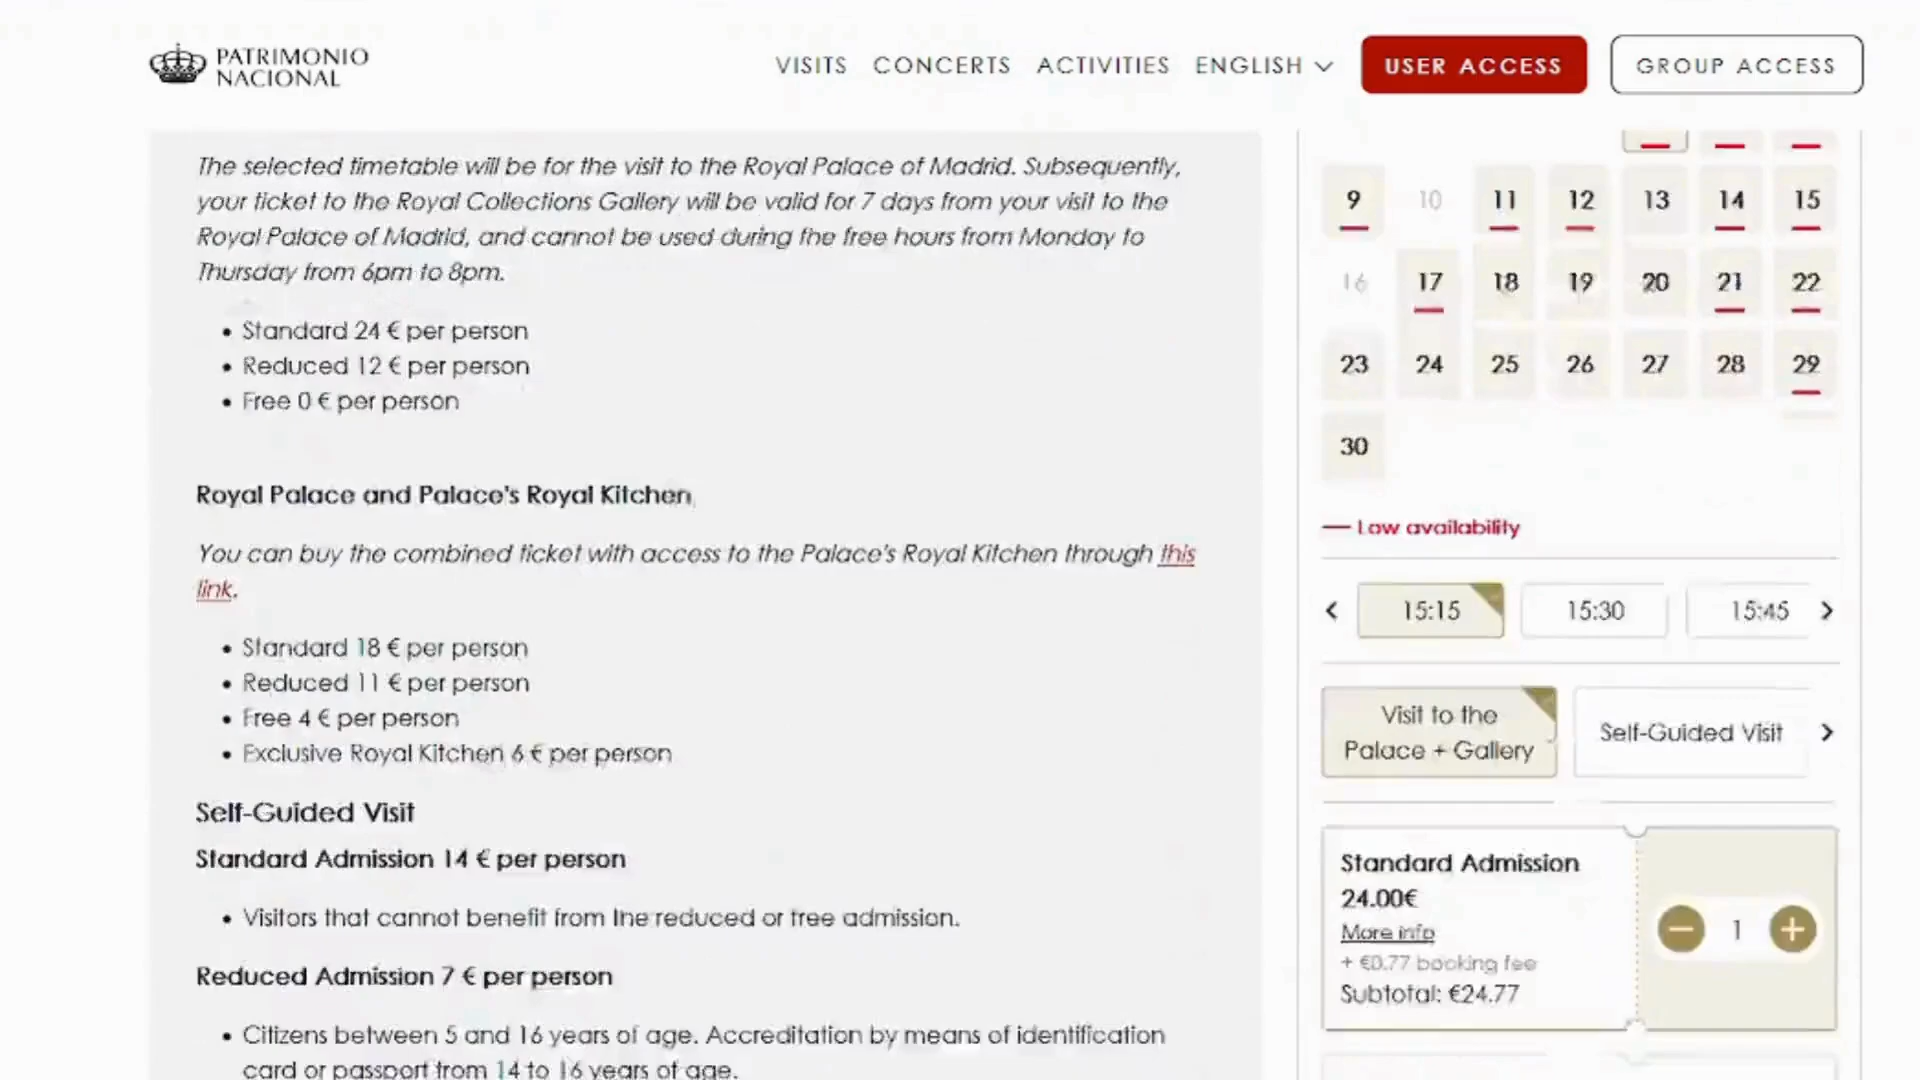 PATRIMONIO
NACIONAL
VISITS CONCERTS ACTIVITIES ENGLISH USER ACCESS GROUP ACCESS
The selected timetable will be for the visit to the Royal Palace of Madrid. Subsequently,
your ticket to the Royal Collections Gallery will be valid for 7 days from your visit to the
Royal Palace of Madrid, and cannot be used during the free hours from Monday to
Thursday from 6pm to 8pm.
• Standard 24 € per person
• Reduced 12 € per person
• Free 0 € per person
Royal Palace and Palace's Royal Kitchen
You can buy the combined ticket with access to the Palace's Royal Kitchen through this
link.
• Standard 18 € per person
• Reduced 11 € per person
• Free 4 € per person
• Exclusive Royal Kitchen 6 € per person
Self-Guided Visit
Standard Admission 14 € per person
• Visitors that cannot benefit from the reduced or free admission.
Reduced Admission 7 € per person
• Citizens between 5 and 16 years of age. Accreditation by means of identification
card or passport from 14 to 16 years of age.
9 10 11 12 13 14 15
16 17 18 19 20 21 22
23 24 25 26 27 28 29
30
Low availability
15:15 15:30 15:45
Visit to the
Palace + Gallery
Self-Guided Visit
Standard Admission
24.00€
More info
+ €0.77 booking fee
Subtotal: €24.77
1